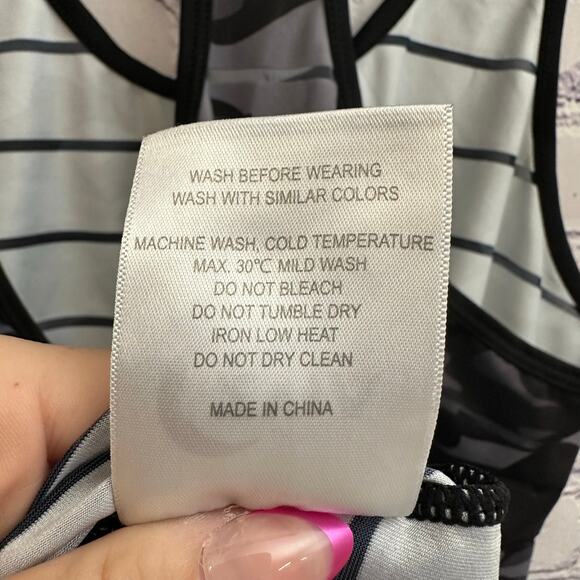 WASH BEFORE WEARING
WASH WITH SIMILAR COLORS
MACHINE WASH, COLD TEMPERATURE
MAX. 30℃ MILD WASH
DO NOT BLEACH
DO NOT TUMBLE DRY
IRON LOW HEAT
DO NOT DRY CLEAN
MADE IN CHINA